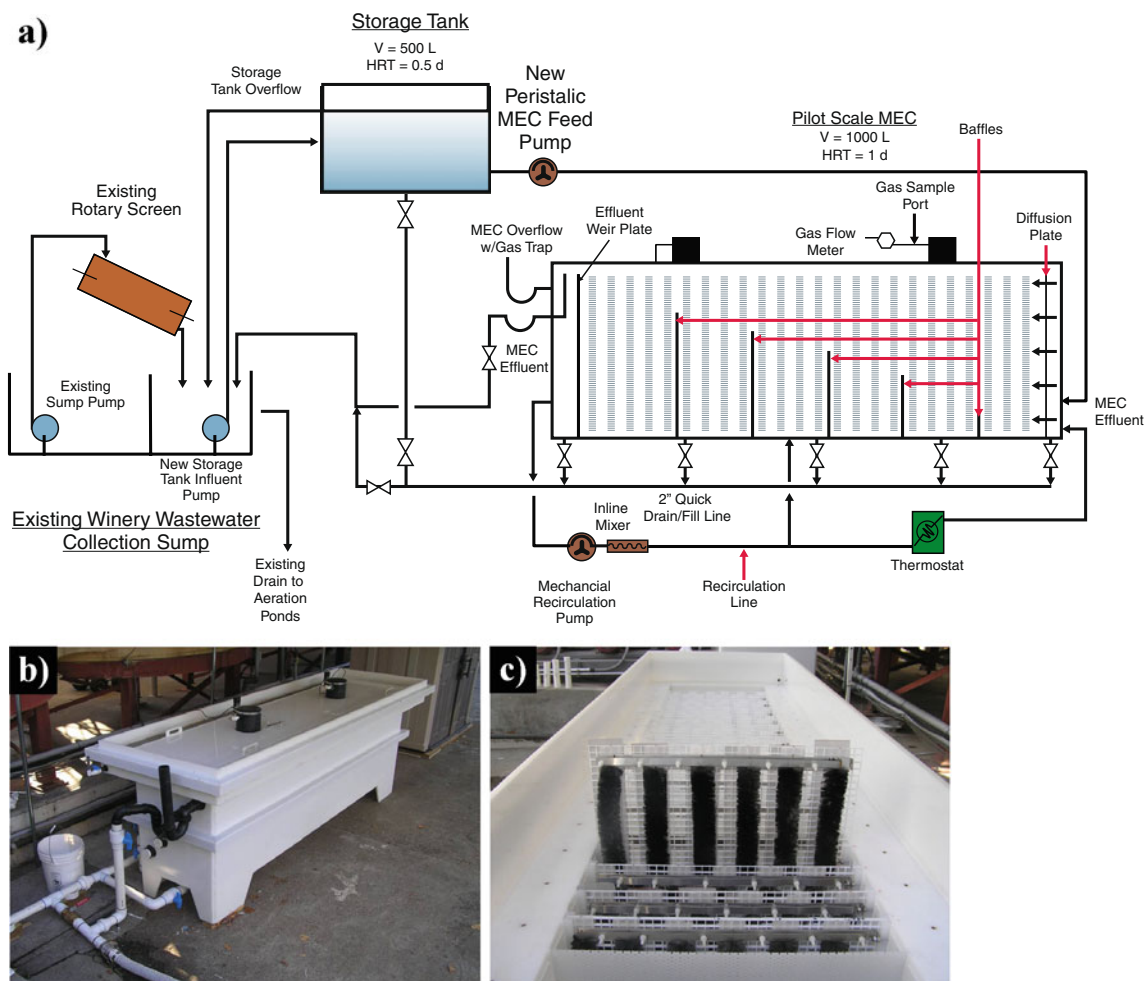 a)
Storage Tank
V = 500 L
HRT = 0.5 d
Storage
Tank Overflow
New
Peristalic
MEC Feed
Pump
Pilot Scale MEC
V = 1000 L
HRT = 1 d
Baffles
Existing
Rotary Screen
MEC Overflow
w/Gas Trap
Effluent
Weir Plate
Gas Flow
Meter
Gas Sample
Port
Diffusion
Plate
MEC
Effluent
Existing
Sump Pump
MEC
Effluent
New Storage
Tank Influent
Pump
Existing Winery Wastewater
Collection Sump
Existing
Drain to
Aeration
Ponds
Inline
Mixer
2” Quick
Drain/Fill Line
Mechancial
Recirculation
Pump
Recirculation
Line
Thermostat
b)
c)